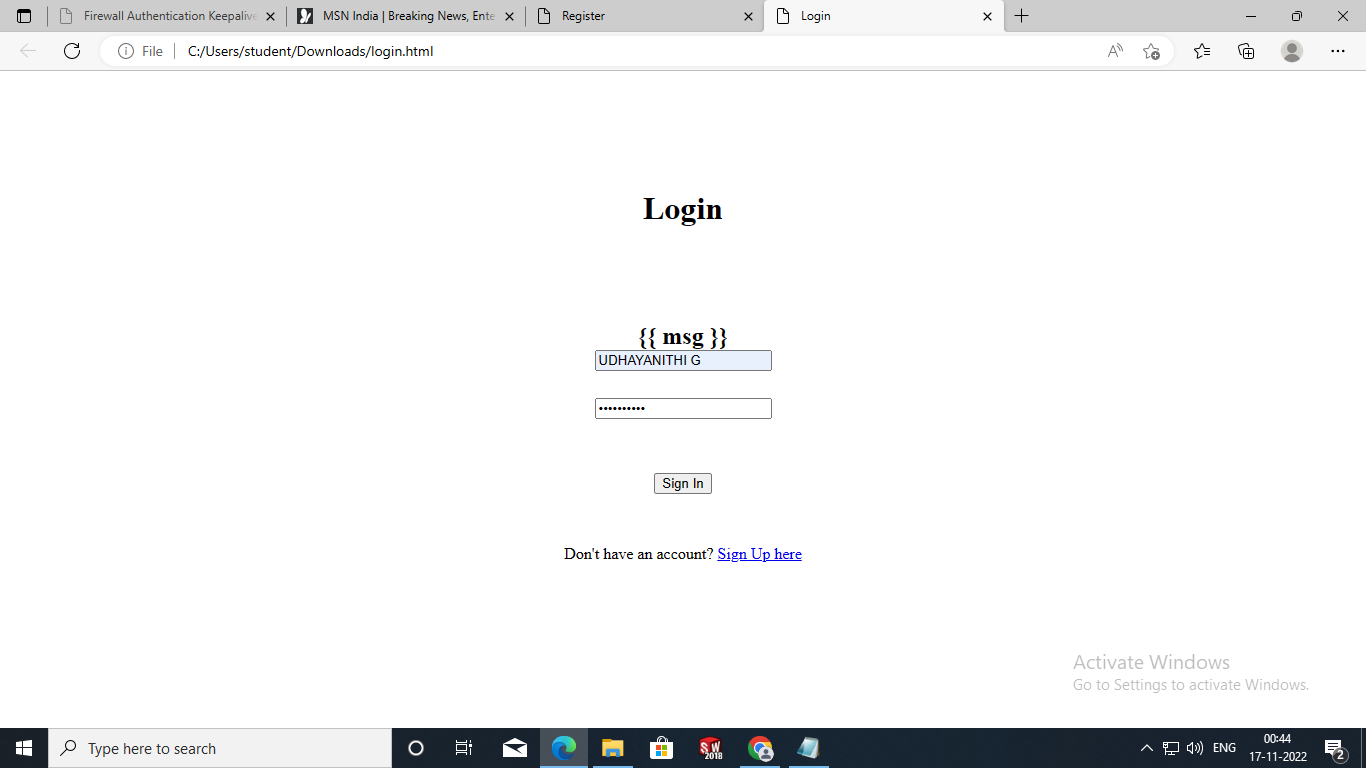 Firewall Authentication Keepalive
MSN India | Breaking News, Ente
Register
Login
File
C:/Users/student/Downloads/login.html
Login
{{ msg }}
UDHAYANITHI G
••••••••••
Sign In
Don't have an account? Sign Up here
Activate Windows
Go to Settings to activate Windows.
Type here to search
SW
2018
ENG
00:44
17-11-2022
2